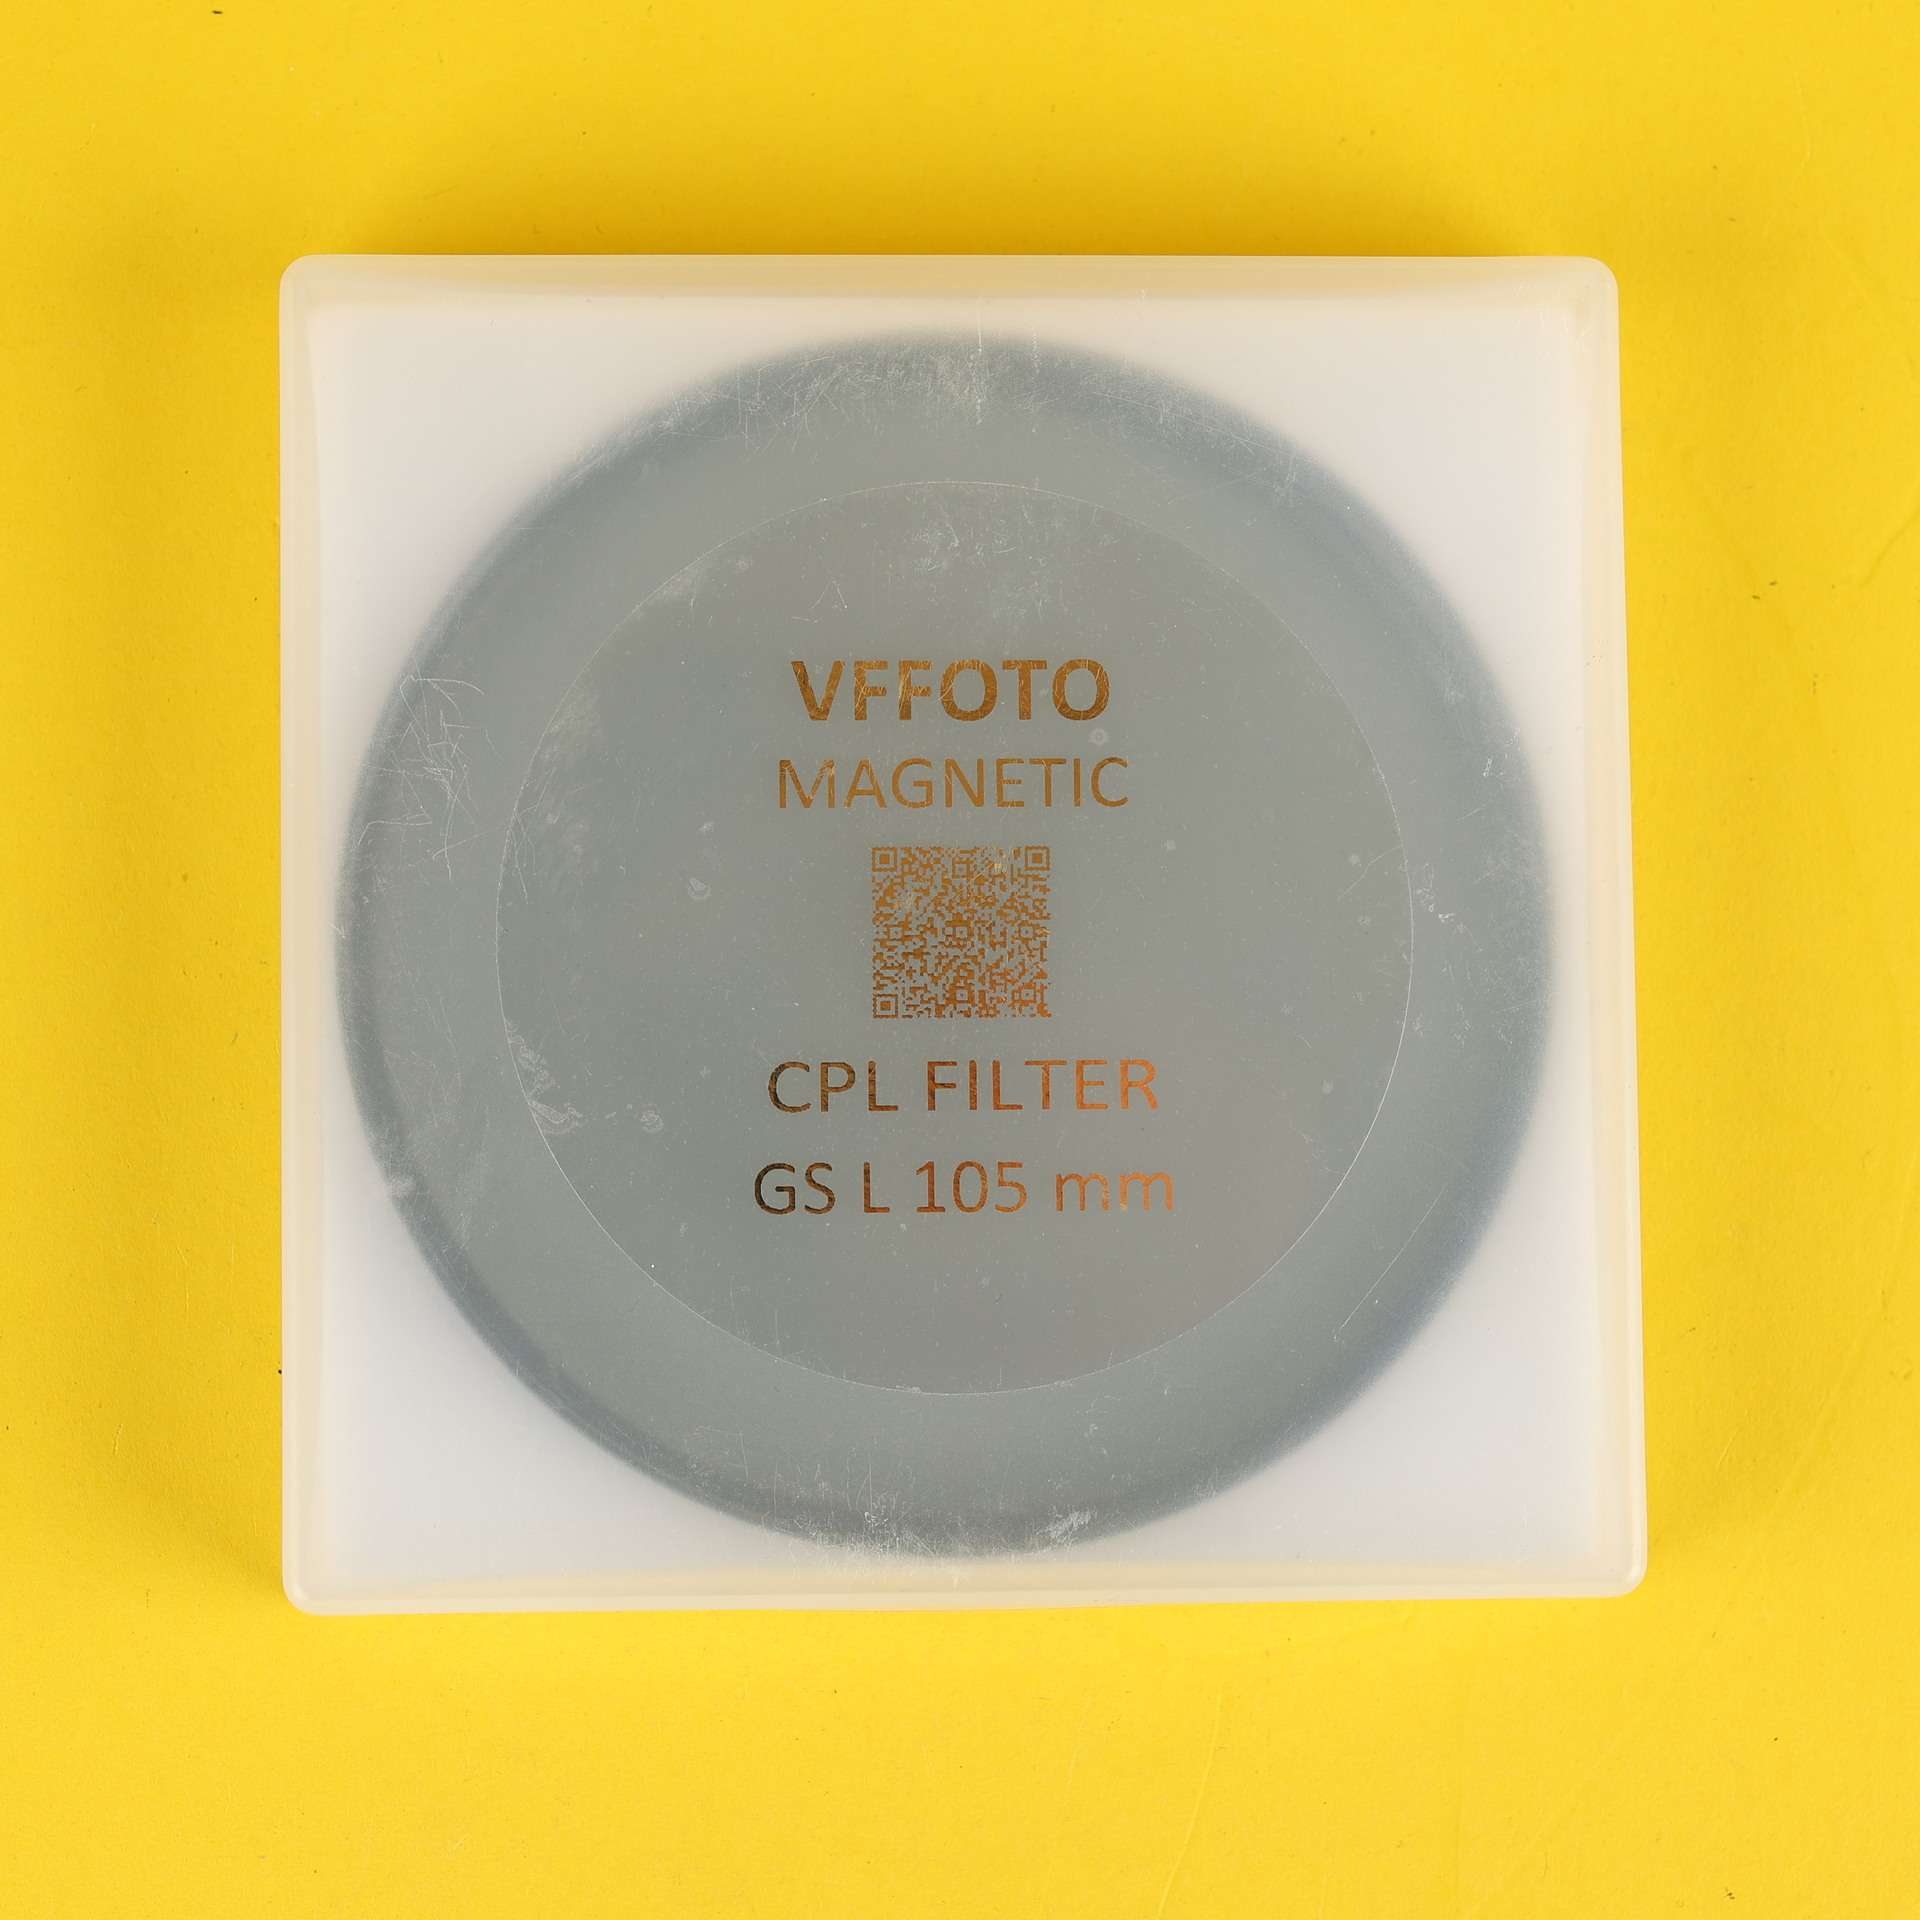 VFFOTO
MAGNETIC
CPL FILTER
GS L 105 mm